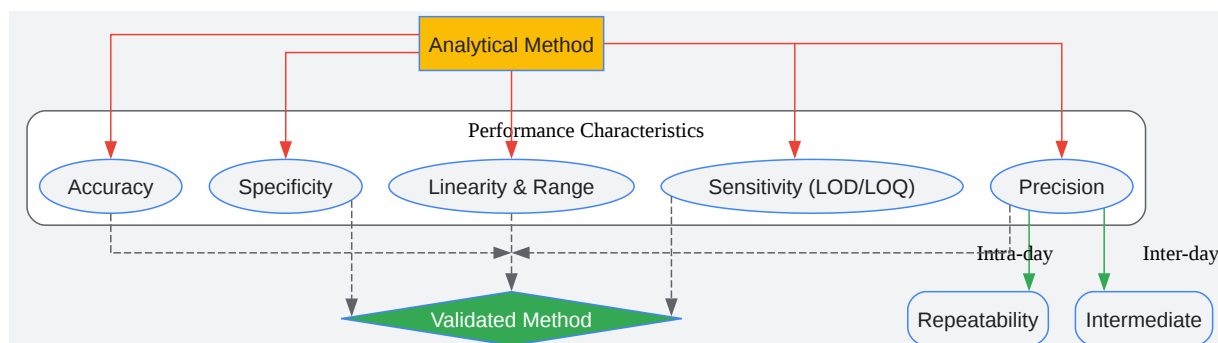 Analytical Method
Performance Characteristics
Accuracy
Specificity
Linearity & Range
Sensitivity (LOD/LOQ)
Precision
Intra-day
Inter-day
Validated Method
Repeatability
Intermediate